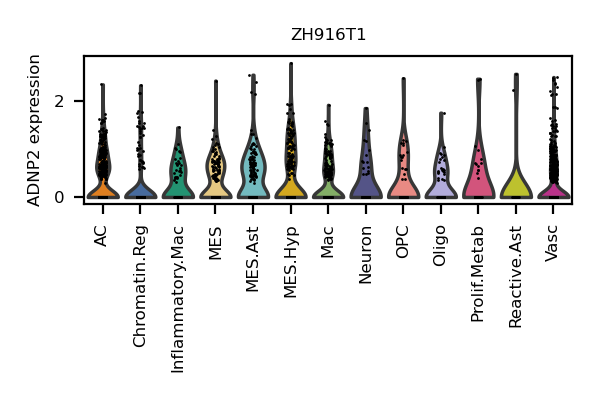 ZH916T1
ADNP2 expression
2
0
AC
Chromatin.Reg
Inflammatory.Mac
MES
MES.Ast
MES.Hyp
Mac
Neuron
OPC
Oligo
Prolif.Metab
Reactive.Ast
Vasc